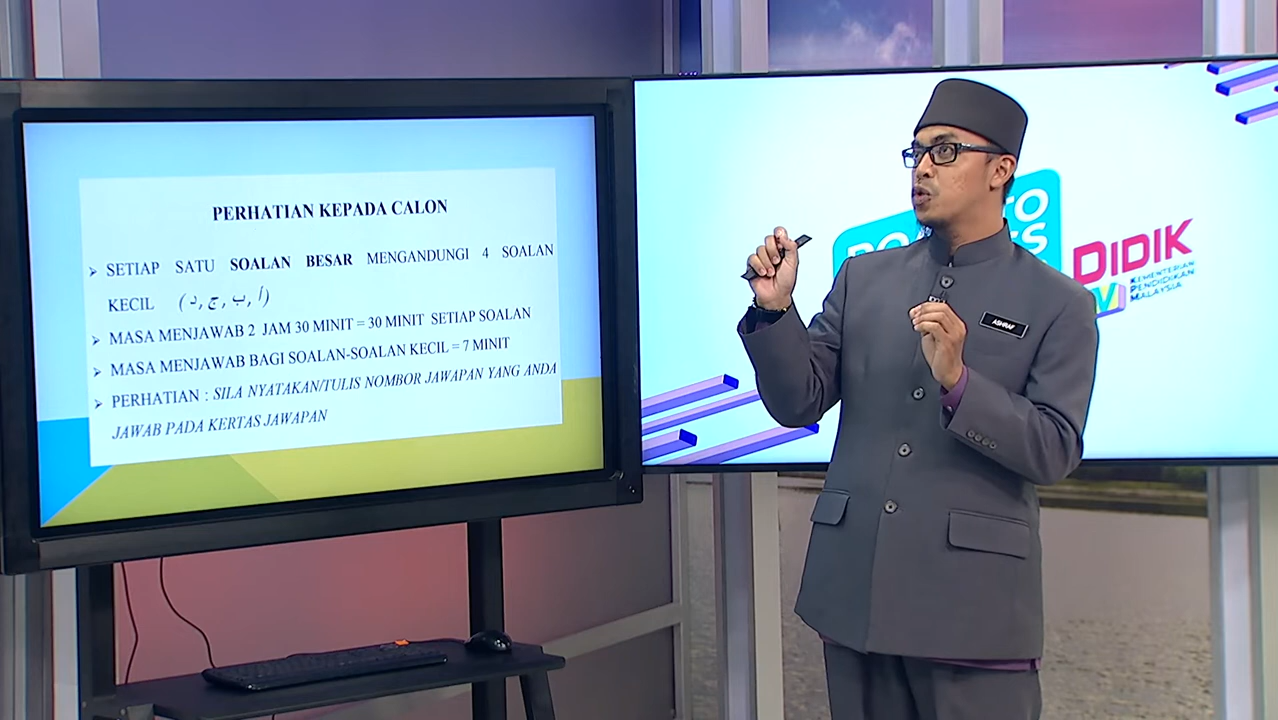 PERHATIAN KEPADA CALON
➢ SETIAP SATU SOALAN BESAR MENGANDUNGI 4 SOALAN
KECIL (أ, ب, ج, د)
➢ MASA MENJAWAB 2 JAM 30 MINIT = 30 MINIT SETIAP SOALAN
➢ MASA MENJAWAB BAGI SOALAN-SOALAN KECIL = 7 MINIT
➢ PERHATIAN : SILA NYATAKAN/TULIS NOMBOR JAWAPAN YANG ANDA
JAWAB PADA KERTAS JAWAPAN
TO
DIDIK
TV
KEMENTERIAN
PENDIDIKAN
MALAYSIA
ASHRAF